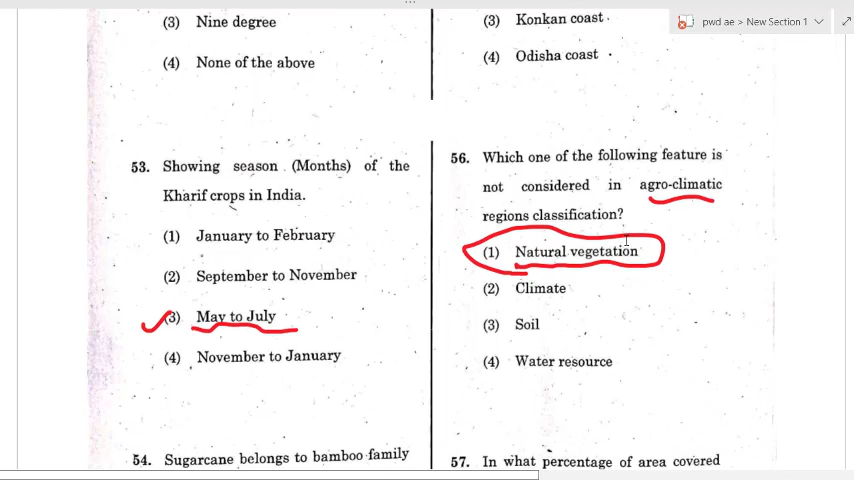 pwd ae > New Section 1
(3) Nine degree
(4) None of the above
53. Showing season (Months) of the
Kharif crops in India.
(1) January to February
(2) September to November
(3) May to July
(4) November to January
54. Sugarcane belongs to bamboo family
(3) Konkan coast
(4) Odisha coast
56. Which one of the following feature is
not considered in agro-climatic
regions classification?
(1) Natural vegetation
(2) Climate
(3) Soil
(4) Water resource
57. In what percentage of area covered